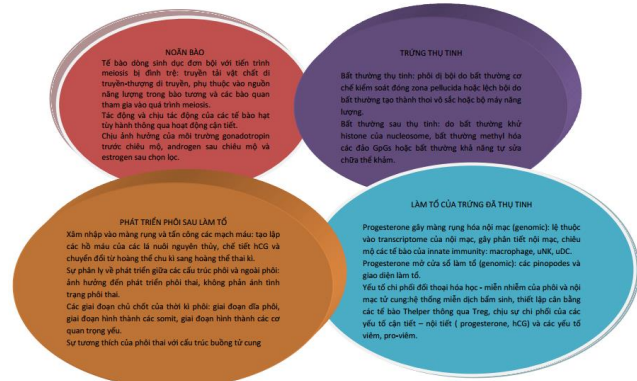 NOÃN BÀO
Tế bào dòng sinh dục đơn bội với tiến trình
meiosis bị đình trệ: truyền tải vật chất di
truyền-thượng di truyền, phụ thuộc vào nguồn
năng lượng trong bào tương và các bào quan
tham gia vào quá trình meiosis.
Tác động và chịu tác động của các tế bào hạt
tùy hành thông qua hoạt động cận tiết.
Chịu ảnh hưởng của môi trường gonadotropin
trước chiêu mộ, androgen sau chiêu mộ và
estrogen sau chọn lọc.
TRỨNG THỤ TINH
Bất thường thụ tinh: phôi dị bội do bất thường cơ
chế kiểm soát đóng zona pellucida hoặc lệch bội do
bất thường tạo thành thoi vô sắc hoặc bộ máy năng
lượng.
Bất thường sau thụ tinh: do bất thường khử
histone của nucleosome, bất thường methyl hóa
các đảo GpGs hoặc bất thường khả năng tự sửa
chữa thể khảm.
PHÁT TRIỂN PHÔI SAU LÀM TỔ
Xâm nhập vào màng rụng và tấn công các mạch máu: tạo lập
các hồ máu của các lá nuôi nguyên thủy, chế tiết hCG và
chuyển đổi từ hoàng thể chu kì sang hoàng thể thai kì.
Sự phân ly về phát triển giữa các cấu trúc phôi và ngoài phôi:
ảnh hưởng đến phát triển phôi thai, không phản ánh tình
trạng phôi thai.
Các giai đoạn chủ chốt của thời kì phôi: giai đoạn dĩa phôi,
giai đoạn hình thành các somit, giai đoạn hình thành các cơ
quan trọng yếu.
Sự tương thích của phôi thai với cấu trúc buồng tử cung
LÀM TỔ CỦA TRỨNG ĐÃ THỤ TINH
Progesterone gây màng rụng hóa nội mạc (genomic): lệ thuộc
vào transcriptome của nội mạc, gây phân tiết nội mạc, chiêu
mộ các tế bào của innate immunity: macrophage, uNK, uDC.
Progesterone mở cửa sổ làm tổ (genomic): các pinopodes và
giao diện làm tổ.
Yếu tố chi phối đối thoại hóa học - miễn nhiễm của phôi và nội
mạc tử cung:hệ thống miễn dịch bẩm sinh, thiết lập cân bằng
các tế bào Thelper thông qua Treg, chịu sự chi phối của các
yếu tố cận tiết – nội tiết ( progesterone, hCG) và các yếu tố
viêm, pro-viêm.